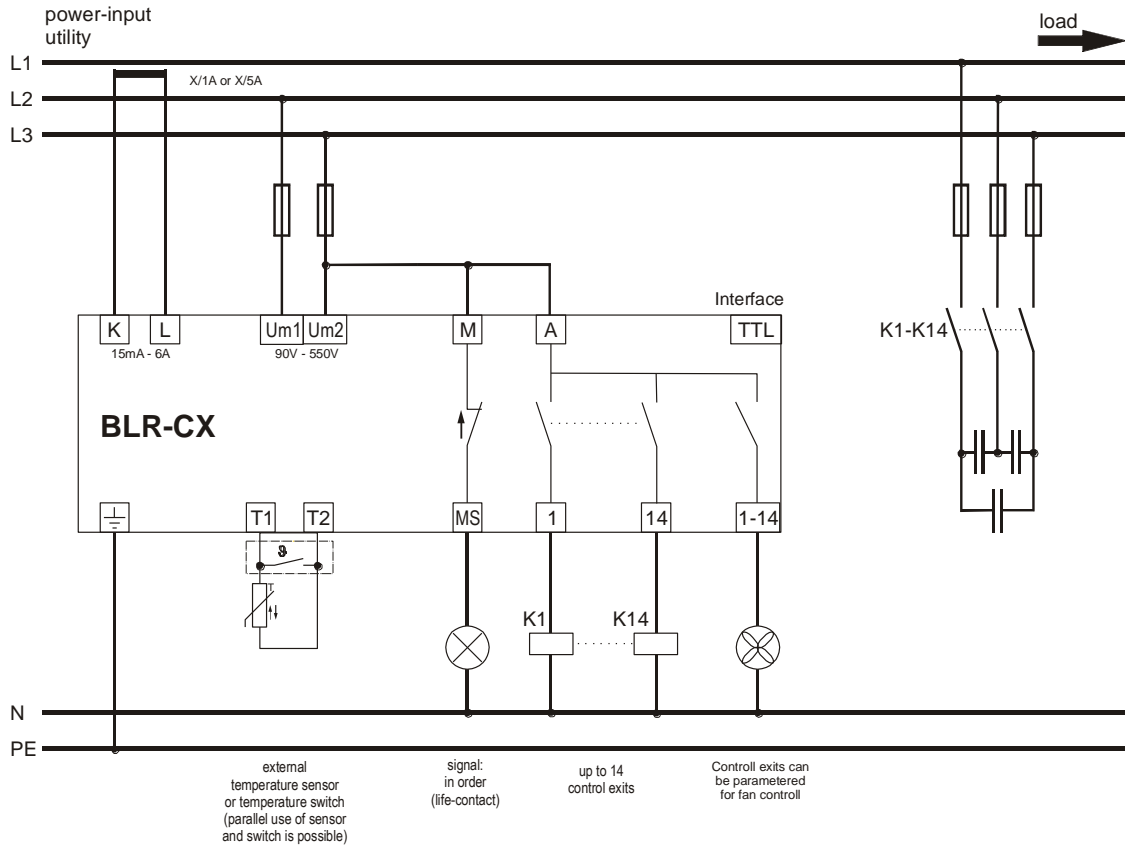 power-input
utility
load
L1
X/1A or X/5A
L2
L3
Interface
K L Um1 Um2 M A TTL
15mA - 6A 90V - 550V
K1-K14
BLR-CX
T1 T2 MS 1 14 1-14
ϑ
T
K1 K14
N
PE
external
temperature sensor
or temperature switch
(parallel use of sensor
and switch is possible)
signal:
in order
(life-contact)
up to 14
control exits
Controll exits can
be parametered
for fan controll